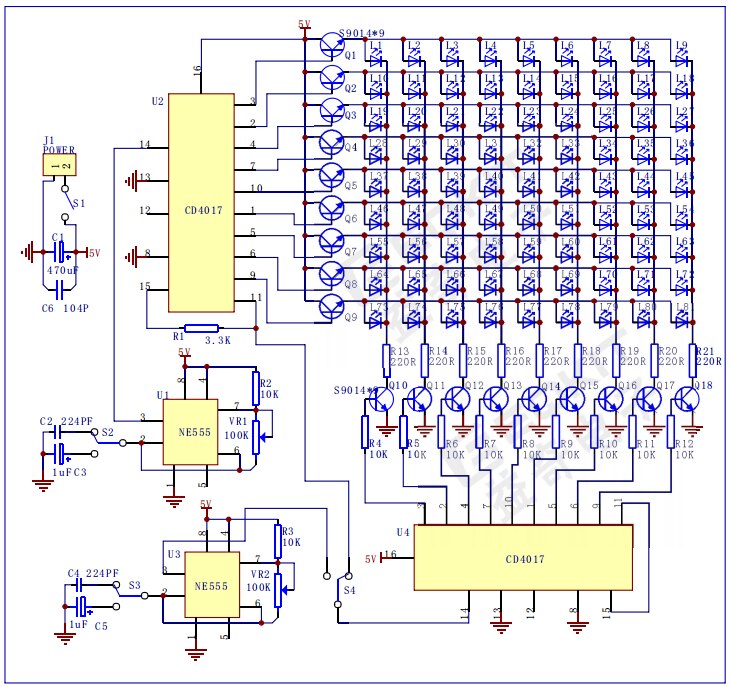 5V
S9014*9
L1 L2 L3 L4 L5 L6 L7 L8 L9
Q1
L10 L11 L12 L13 L14 L15 L16 L17 L18
Q2
L19 L20 L21 L22 L23 L24 L25 L26 L27
Q3
L28 L29 L30 L31 L32 L33 L34 L35 L36
Q4
L37 L38 L39 L40 L41 L42 L43 L44 L45
Q5
L46 L47 L48 L49 L50 L51 L52 L53 L54
Q6
L55 L56 L57 L58 L59 L60 L61 L62 L63
Q7
L64 L65 L66 L67 L68 L69 L70 L71 L72
Q8
L73 L74 L75 L76 L77 L78 L79 L80 L81
Q9
16
U2
CD4017
14
13
12
8
15
3
2
4
7
10
1
5
6
9
11
J1
POWER
1 2
S1
C1
5V
470uF
C6 104P
R1 3.3K
5V
8 4
U1
NE555
3
2
7
6
1
5
R2
10K
VR1
100K
C2 224PF
S2
1uF C3
5V
8 4
U3
NE555
3
2
7
6
1
5
R3
10K
VR2
100K
C4 224PF
S3
1uF C5
S4
R13 R14 R15 R16 R17 R18 R19 R20 R21
220R 220R 220R 220R 220R 220R 220R 220R 220R
S9014*9
Q10 Q11 Q12 Q13 Q14 Q15 Q16 Q17 Q18
R4 R5 R6 R7 R8 R9 R10 R11 R12
10K 10K 10K 10K 10K 10K 10K 10K 10K
3 2 4 7 10 1 5 6 9 11
U4
5V
16
CD4017
14 13 12 8 15